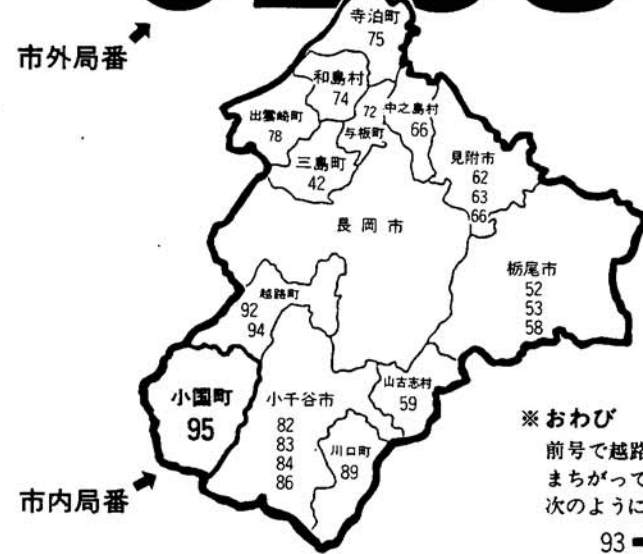 市外局番
寺泊町
75
和島村
74
出雲崎町
78
72
与板町
中之島村
66
三島町
42
見附市
62
63
66
長岡市
栃尾市
52
53
58
越路町
92
94
小国町
95
小千谷市
82
83
84
86
山古志村
59
川口町
89
市内局番
※おわび
前号で越路
まちがって
次のように
93